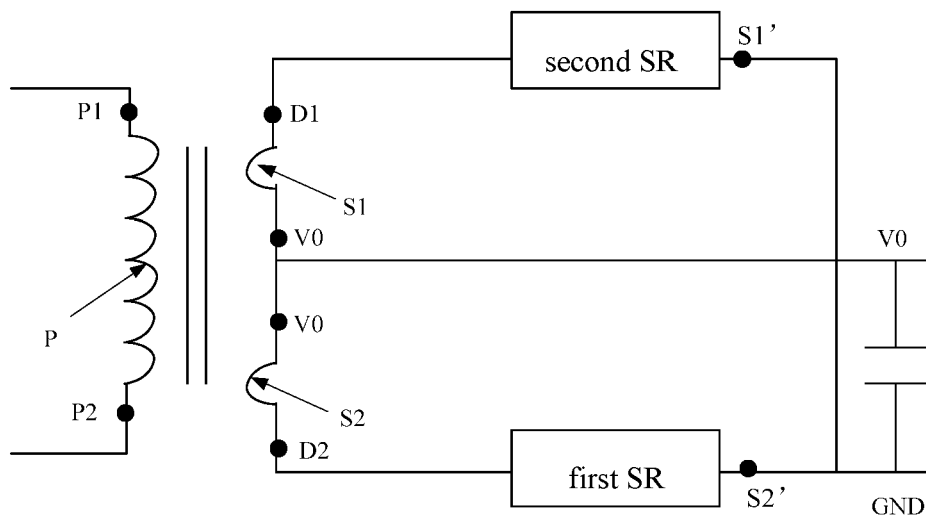 second SR
S1’
P1
D1
S1
V0
V0
P
V0
P2
S2
D2
first SR
S2’
GND